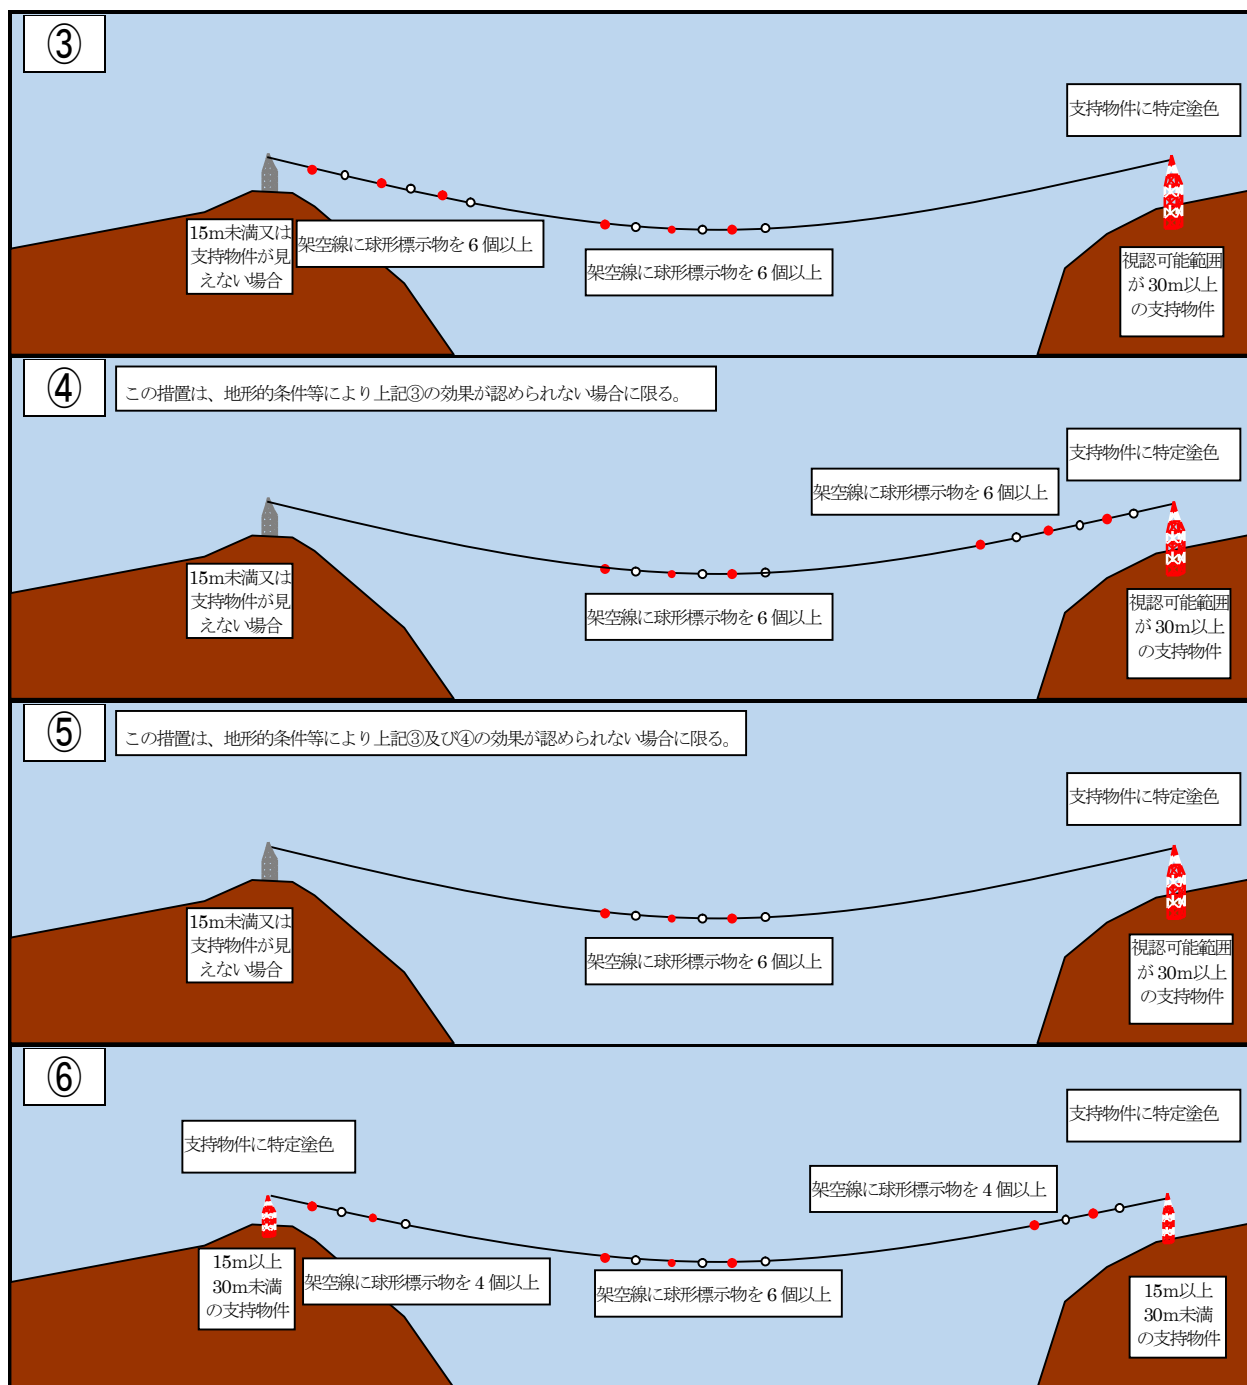 ③
支持物件に特定塗色
15m未満又は
支持物件が見
えない場合
架空線に球形標示物を 6 個以上
架空線に球形標示物を 6 個以上
視認可能範囲
が 30m以上
の支持物件
④
この措置は、地形的条件等により上記③の効果が認められない場合に限る。
支持物件に特定塗色
架空線に球形標示物を 6 個以上
15m未満又は
支持物件が見
えない場合
架空線に球形標示物を 6 個以上
視認可能範囲
が 30m以上
の支持物件
⑤
この措置は、地形的条件等により上記③及び④の効果が認められない場合に限る。
支持物件に特定塗色
15m未満又は
支持物件が見
えない場合
架空線に球形標示物を 6 個以上
視認可能範囲
が 30m以上
の支持物件
⑥
支持物件に特定塗色
支持物件に特定塗色
架空線に球形標示物を 4 個以上
15m以上
30m未満
の支持物件
架空線に球形標示物を 4 個以上
架空線に球形標示物を 6 個以上
15m以上
30m未満
の支持物件